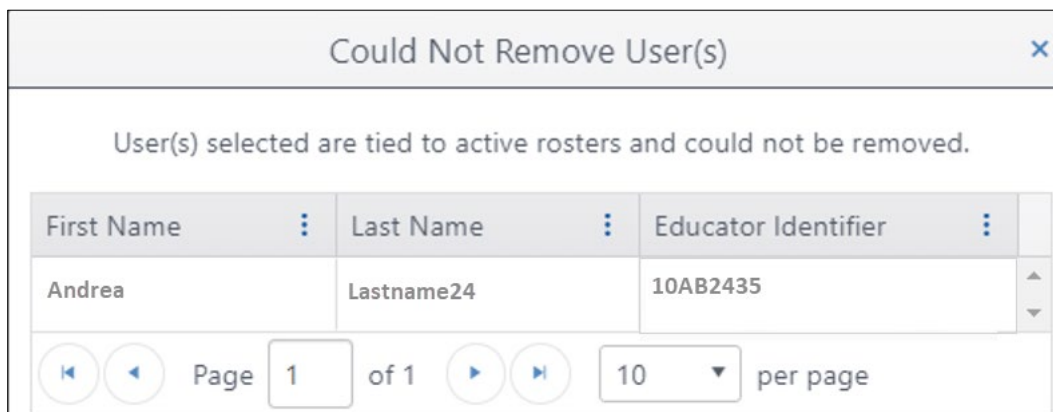 Could Not Remove User(s)
User(s) selected are tied to active rosters and could not be removed.
First Name Last Name Educator Identifier
Andrea Lastname24 10AB2435
Page 1 of 1 10 per page